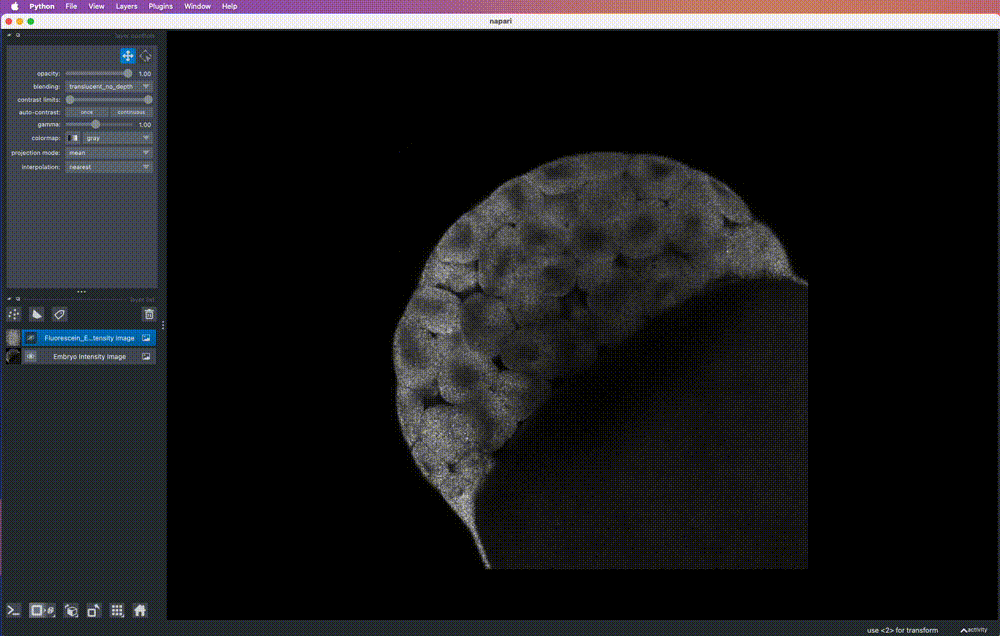 Python File View Layers Plugins Window Help
napari
layer controls
opacity: 1.00
blending: translucent_no_depth
contrast limits:
auto-contrast: once continuous
gamma: 1.00
colormap: gray
projection mode: mean
interpolation: nearest
layer list
Fluorescein_E...tensity image
Embryo Intensity image
use <2> for transform
activity